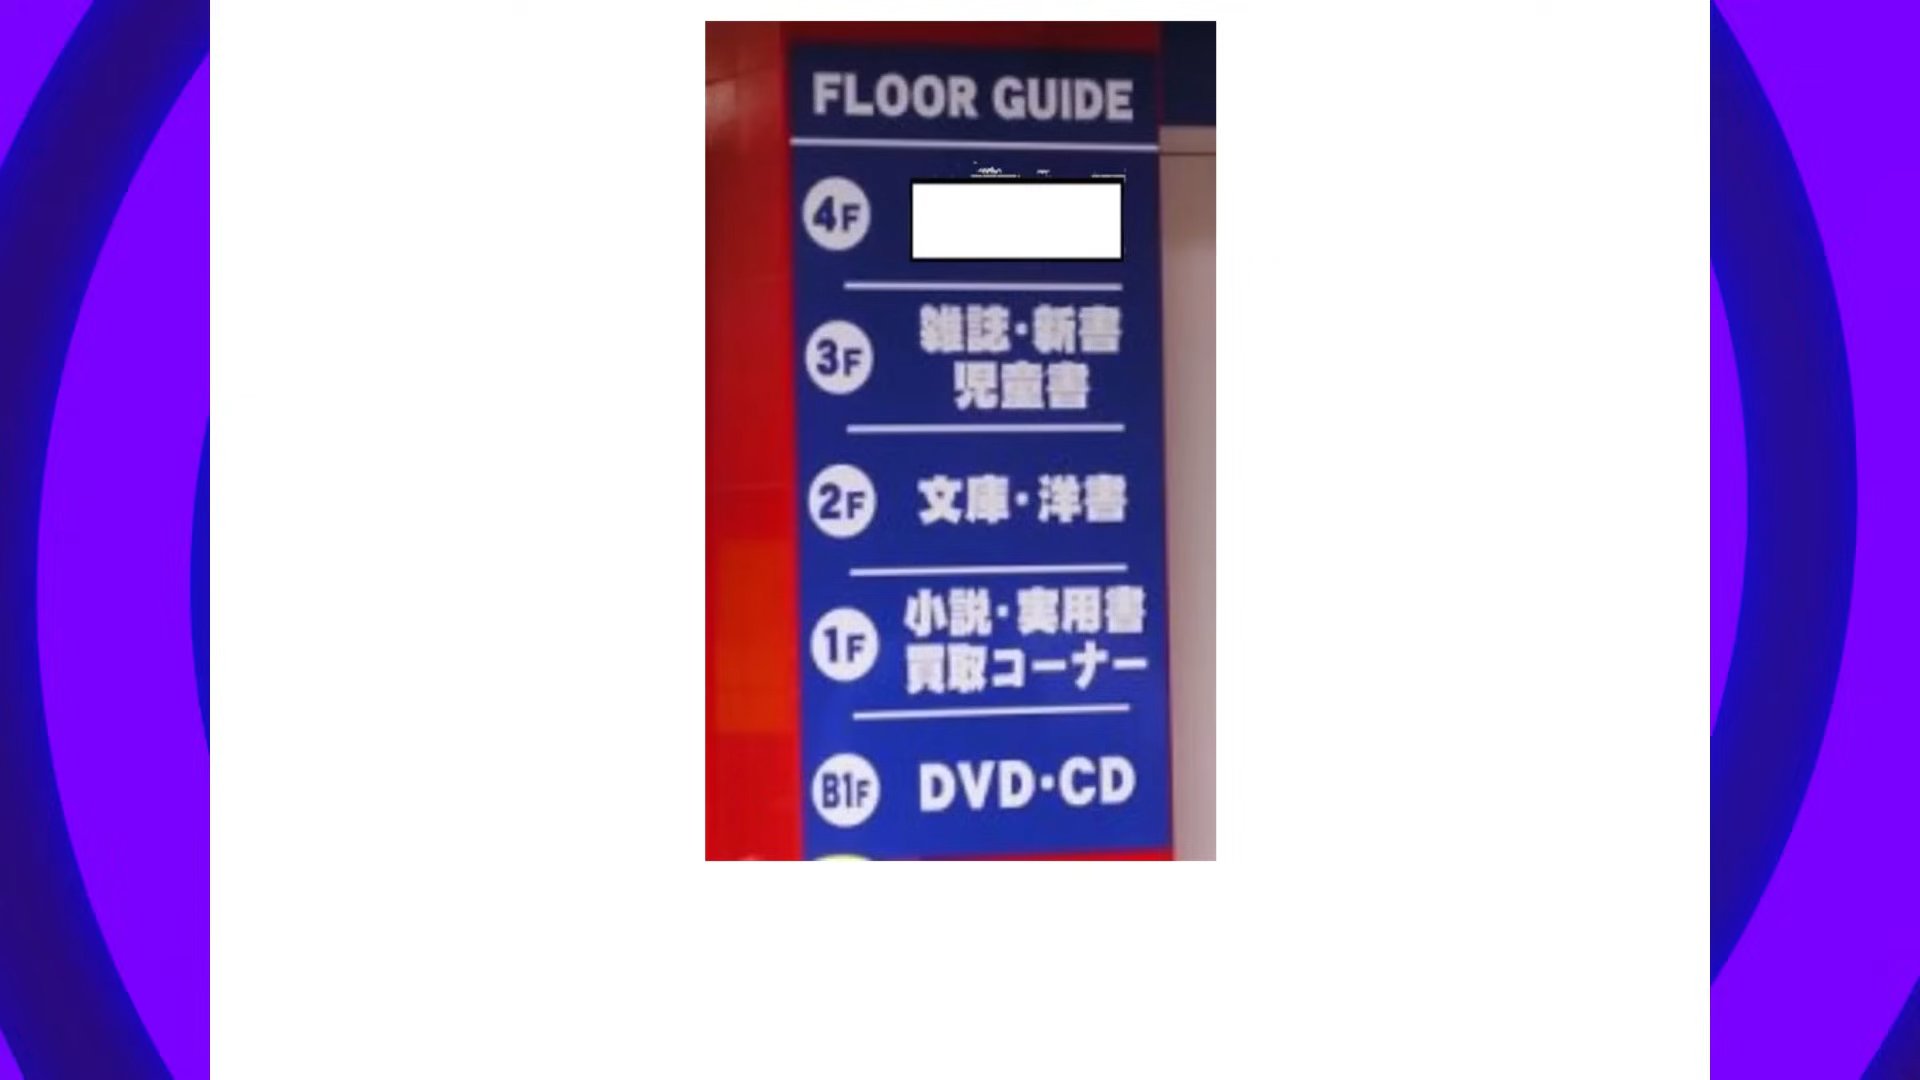 FLOOR GUIDE
4F
3F 雑誌・新書
児童書
2F 文庫・洋書
1F 小説・実用書
買取コーナー
B1F DVD・CD